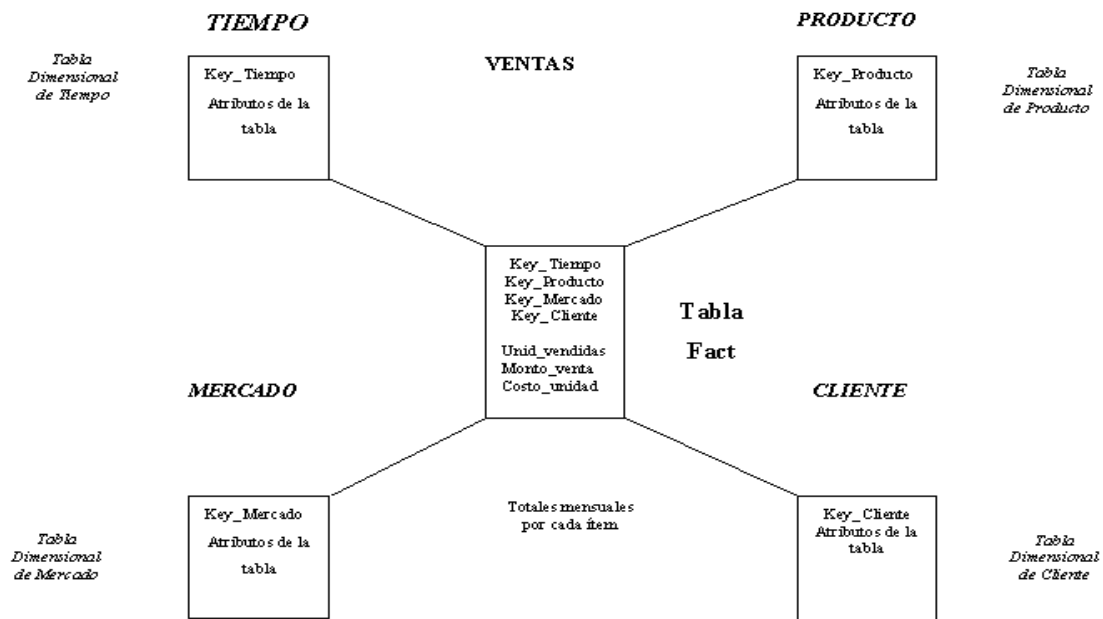 TIEMPO
PRODUCTO
Tabla
Dimensional
de Tiempo
Key_Tiempo
Atributos de la
tabla
VENTAS
Key_Producto
Atributos de la
tabla
Tabla
Dimensional
de Producto
Key_Tiempo
Key_Producto
Key_Mercado
Key_Cliente
Unid_vendidas
Monto_venta
Costo_unidad
Tabla
Fact
MERCADO
CLIENTE
Tabla
Dimensional
de Mercado
Key_Mercado
Atributos de la
tabla
Totales mensuales
por cada ítem
Key_Cliente
Atributos de la
tabla
Tabla
Dimensional
de Cliente